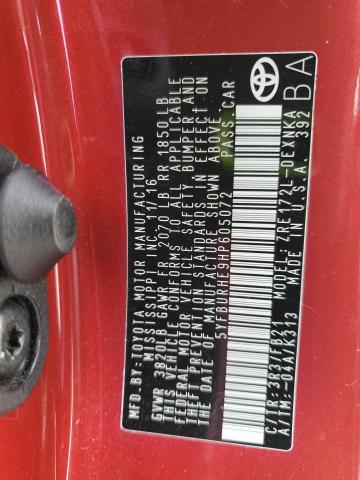 MFD.BY:TOYOTA MOTOR MANUFACTURING
MISSISSIPPI INC. 11/16
GVWR 3820LB GAWR FR 2070 LB RR 1850 LB
THIS VEHICLE CONFORMS TO ALL APPLICABLE
FEDERAL MOTOR VEHICLE SAFETY BUMPER AND
THEFT PREVENTION STANDARDS IN EFFECT ON
THE DATE OF MANUFACTURE SHOWN ABOVE.
5YFBURHE9HP605072 PASS.CAR
C/TR:3R3/FB21 MODEL:ZRE172L-DEXNKA
A/TM:-04A/K313 MADE IN U.S.A. 392
BA